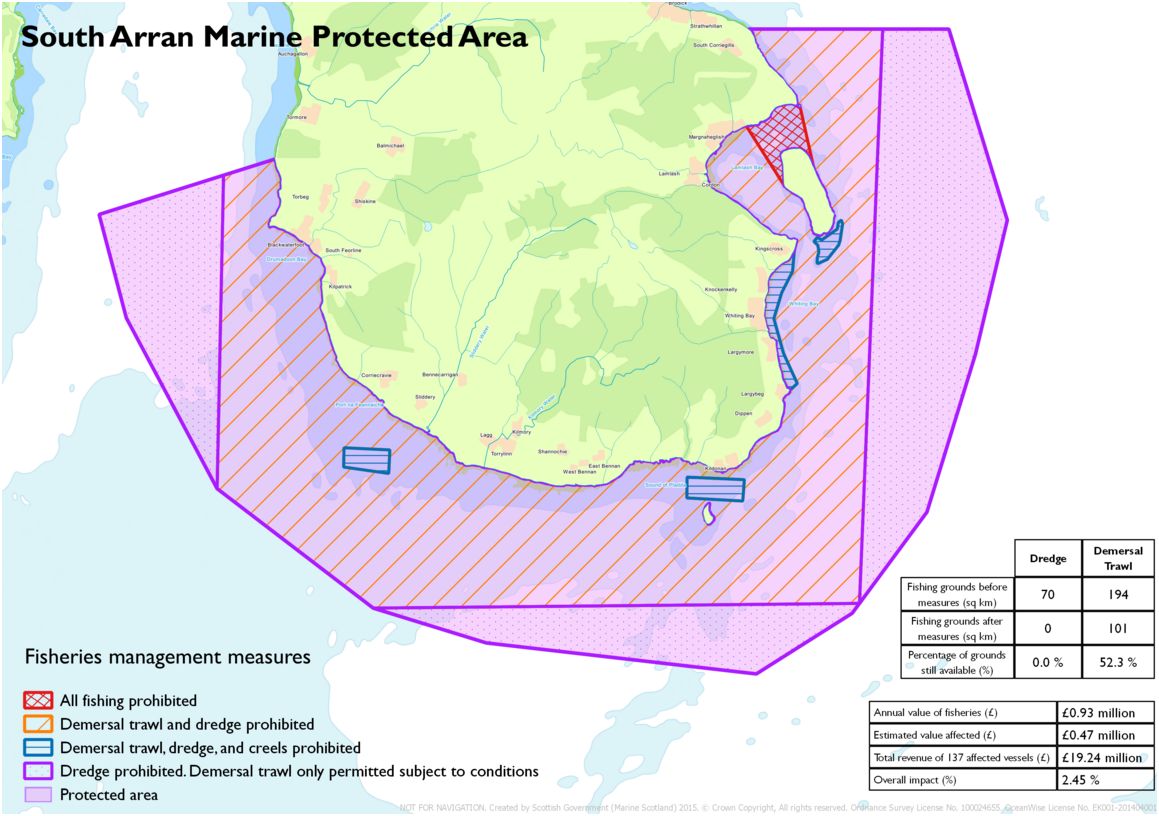 South Arran Marine Protected Area
Brodick
Strathwhillan
South Corriegills
Auchagallon
Tormore
Balmichael
Margnaheglish
Lamlash Bay
Lamlash
Cordon
Torbeg
Shiskine
Blackwaterfoot
South Feorline
Drumadoon Bay
Kilpatrick
Kingscross
Knockenkelly
Whiting Bay
Whiting Bay
Largymore
Sliddery Water
Corriecravie
Bennecarrigan
Sliddery
Kilmory Water
Largybeg
Dippen
Lagg
Kilmory
Torrylinn
Shannochie
East Bennan
West Bennan
Kildonan
Sound of Pladda
Dredge
Demersal
Trawl
Fishing grounds before
measures (sq km)
70
194
Fishing grounds after
measures (sq km)
0
101
Percentage of grounds
still available (%)
0.0 %
52.3 %
Fisheries management measures
All fishing prohibited
Demersal trawl and dredge prohibited
Demersal trawl, dredge, and creels prohibited
Dredge prohibited. Demersal trawl only permitted subject to conditions
Protected area
Annual value of fisheries (£) £0.93 million
Estimated value affected (£) £0.47 million
Total revenue of 137 affected vessels (£) £19.24 million
Overall impact (%) 2.45 %
NOT FOR NAVIGATION. Created by Scottish Government (Marine Scotland) 2015. © Crown Copyright, All rights reserved. Ordnance Survey License No. 100024655. OceanWise License No. EK001-201404001